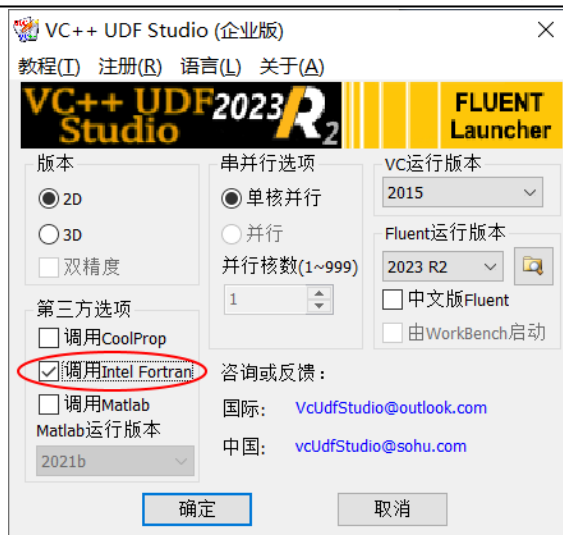 VC++ UDF Studio (企业版)
教程(T) 注册(R) 语言(L) 关于(A)
VC++ UDF Studio 2023 R2
FLUENT Launcher
版本
2D
3D
双精度
串并行选项
单核并行
并行
并行核数(1~999)
1
VC运行版本
2015
Fluent运行版本
2023 R2
中文版Fluent
由WorkBench启动
第三方选项
调用CoolProp
调用Intel Fortran
调用Matlab
Matlab运行版本
2021b
咨询或反馈：
国际: VcUdfStudio@outlook.com
中国: vcUdfStudio@sohu.com
确定 取消